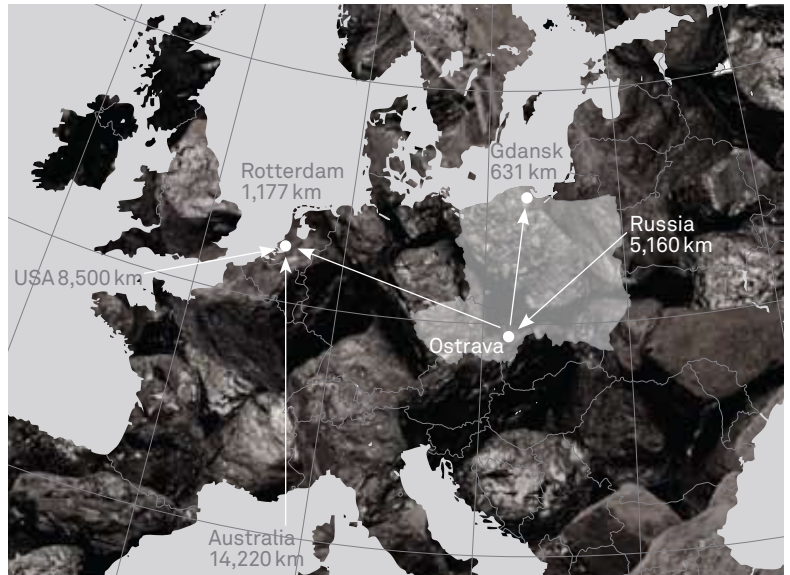 Gdansk
631 km
Rotterdam
1,177 km
Russia
5,160 km
USA 8,500 km
Ostrava
Australia
14,220 km